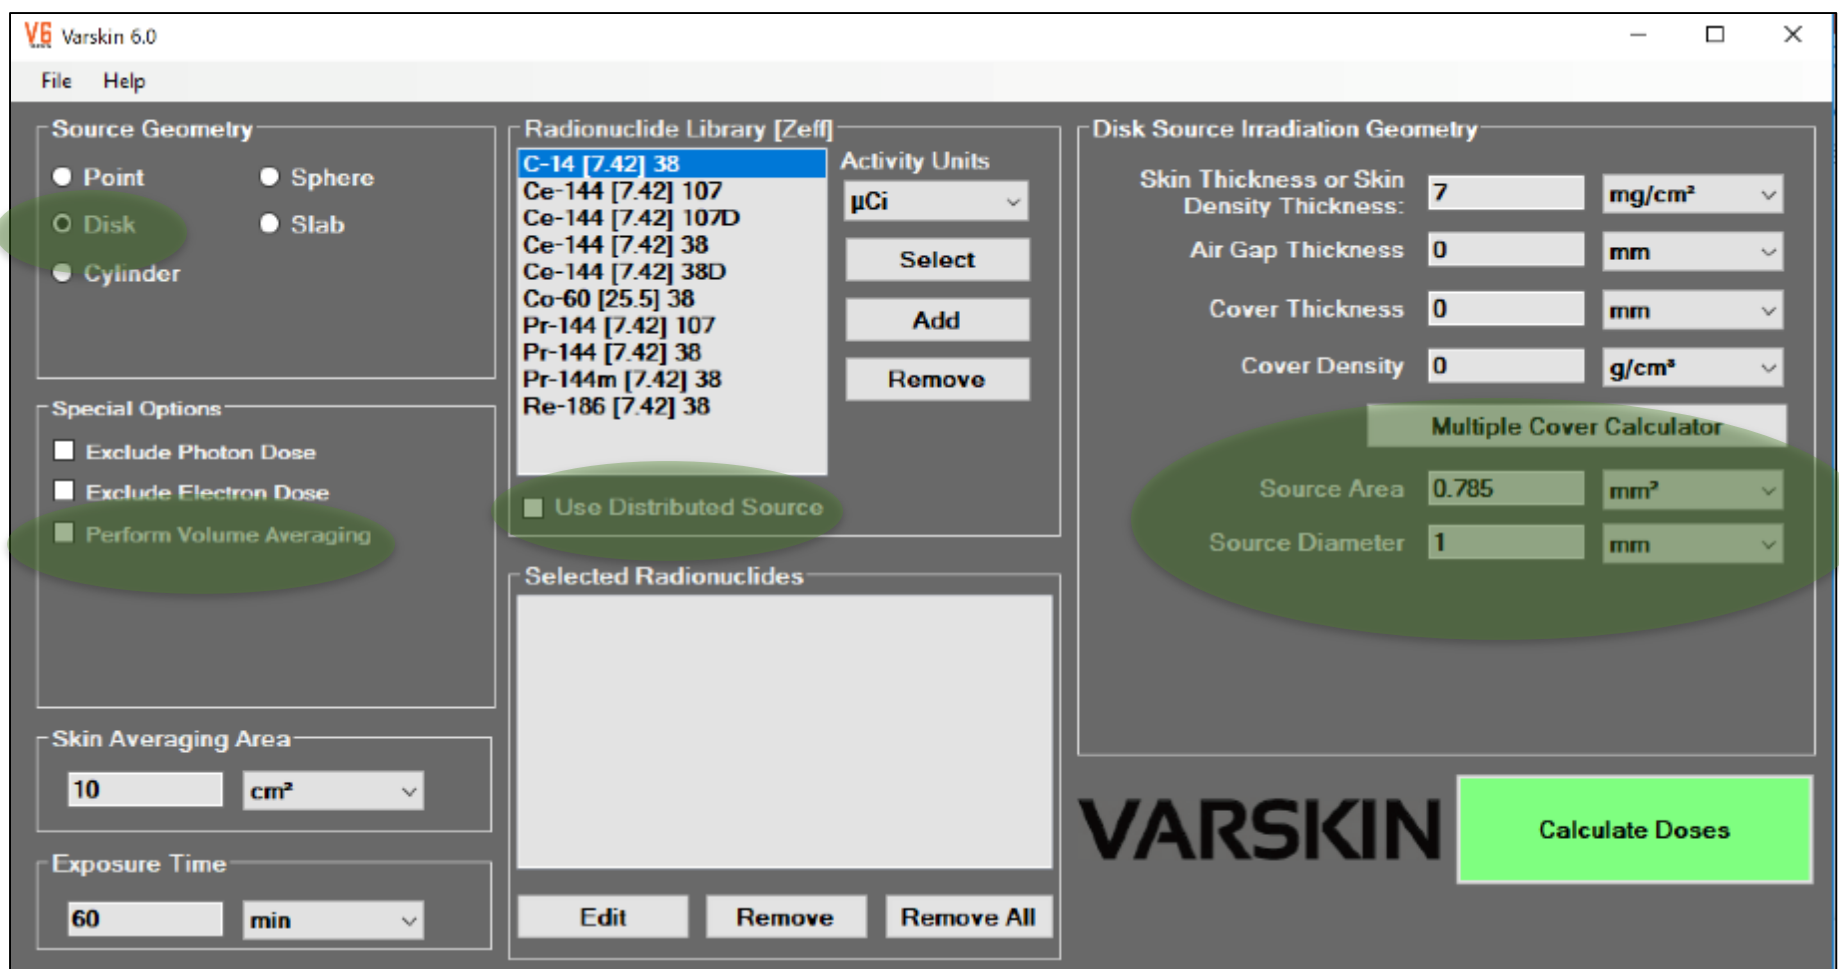 V6 Varskin 6.0
File Help
Source Geometry
Point Sphere
Disk Slab
Cylinder
Special Options
Exclude Photon Dose
Exclude Electron Dose
Perform Volume Averaging
Skin Averaging Area
10 cm²
Exposure Time
60 min
Radionuclide Library [Zeff]
C-14 [7.42] 38
Ce-144 [7.42] 107
Ce-144 [7.42] 107D
Ce-144 [7.42] 38
Ce-144 [7.42] 38D
Co-60 [25.5] 38
Pr-144 [7.42] 107
Pr-144 [7.42] 38
Pr-144m [7.42] 38
Re-186 [7.42] 38
Activity Units
µCi
Select
Add
Remove
Use Distributed Source
Selected Radionuclides
Edit Remove Remove All
Disk Source Irradiation Geometry
Skin Thickness or Skin
Density Thickness: 7 mg/cm²
Air Gap Thickness 0 mm
Cover Thickness 0 mm
Cover Density 0 g/cm³
Multiple Cover Calculator
Source Area 0.785 mm²
Source Diameter 1 mm
VARSKIN
Calculate Doses